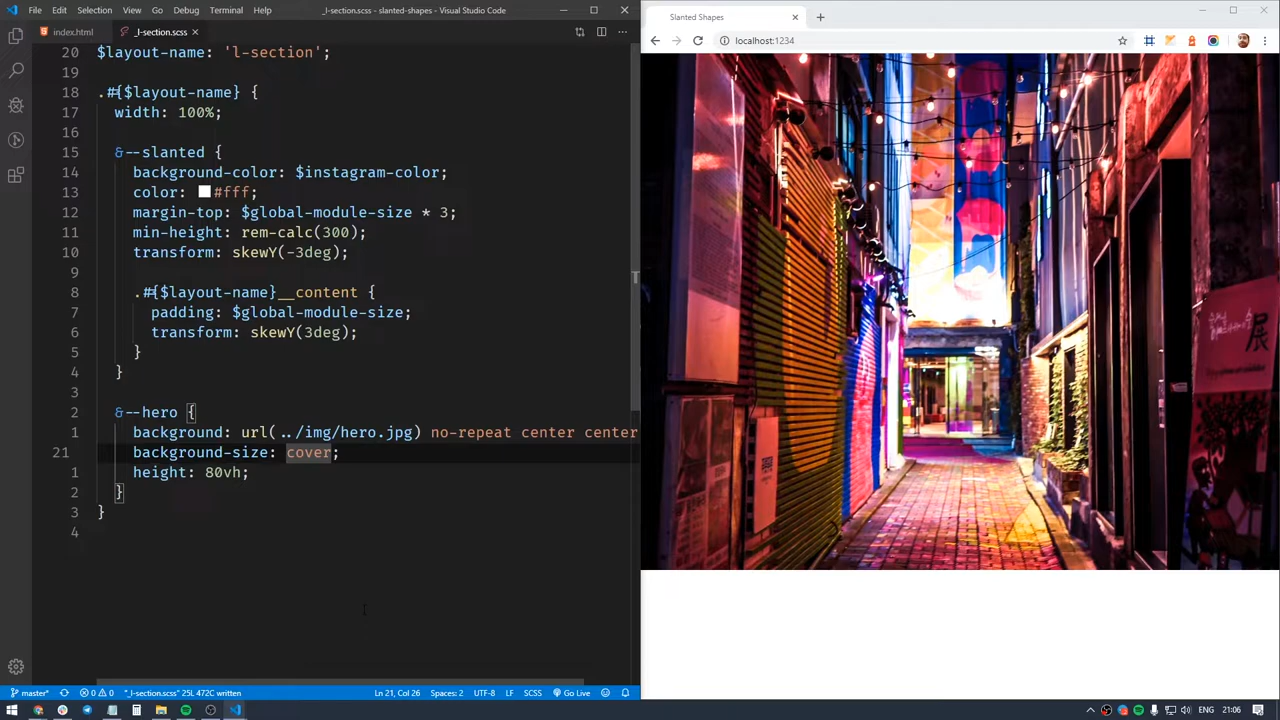 File Edit Selection View Go Debug Terminal Help _l-section.scss - slanted-shapes - Visual Studio Code
index.html _l-section.scss
20 $layout-name: 'l-section';
19
18 .#{$layout-name} {
17 width: 100%;
16
15 &--slanted {
14 background-color: $instagram-color;
13 color: #fff;
12 margin-top: $global-module-size * 3;
11 min-height: rem-calc(300);
10 transform: skewY(-3deg);
9
8 .#{$layout-name}__content {
7 padding: $global-module-size;
6 transform: skewY(3deg);
5 }
4 }
3
2 &--hero {
1 background: url(../img/hero.jpg) no-repeat center center
21 background-size: cover;
1 height: 80vh;
2 }
3 }
4
master* 0 0 "_l-section.scss" 25L 472C written Ln 21, Col 26 Spaces: 2 UTF-8 LF SCSS Go Live
Slanted Shapes
localhost:1234
展
ENG 21:06